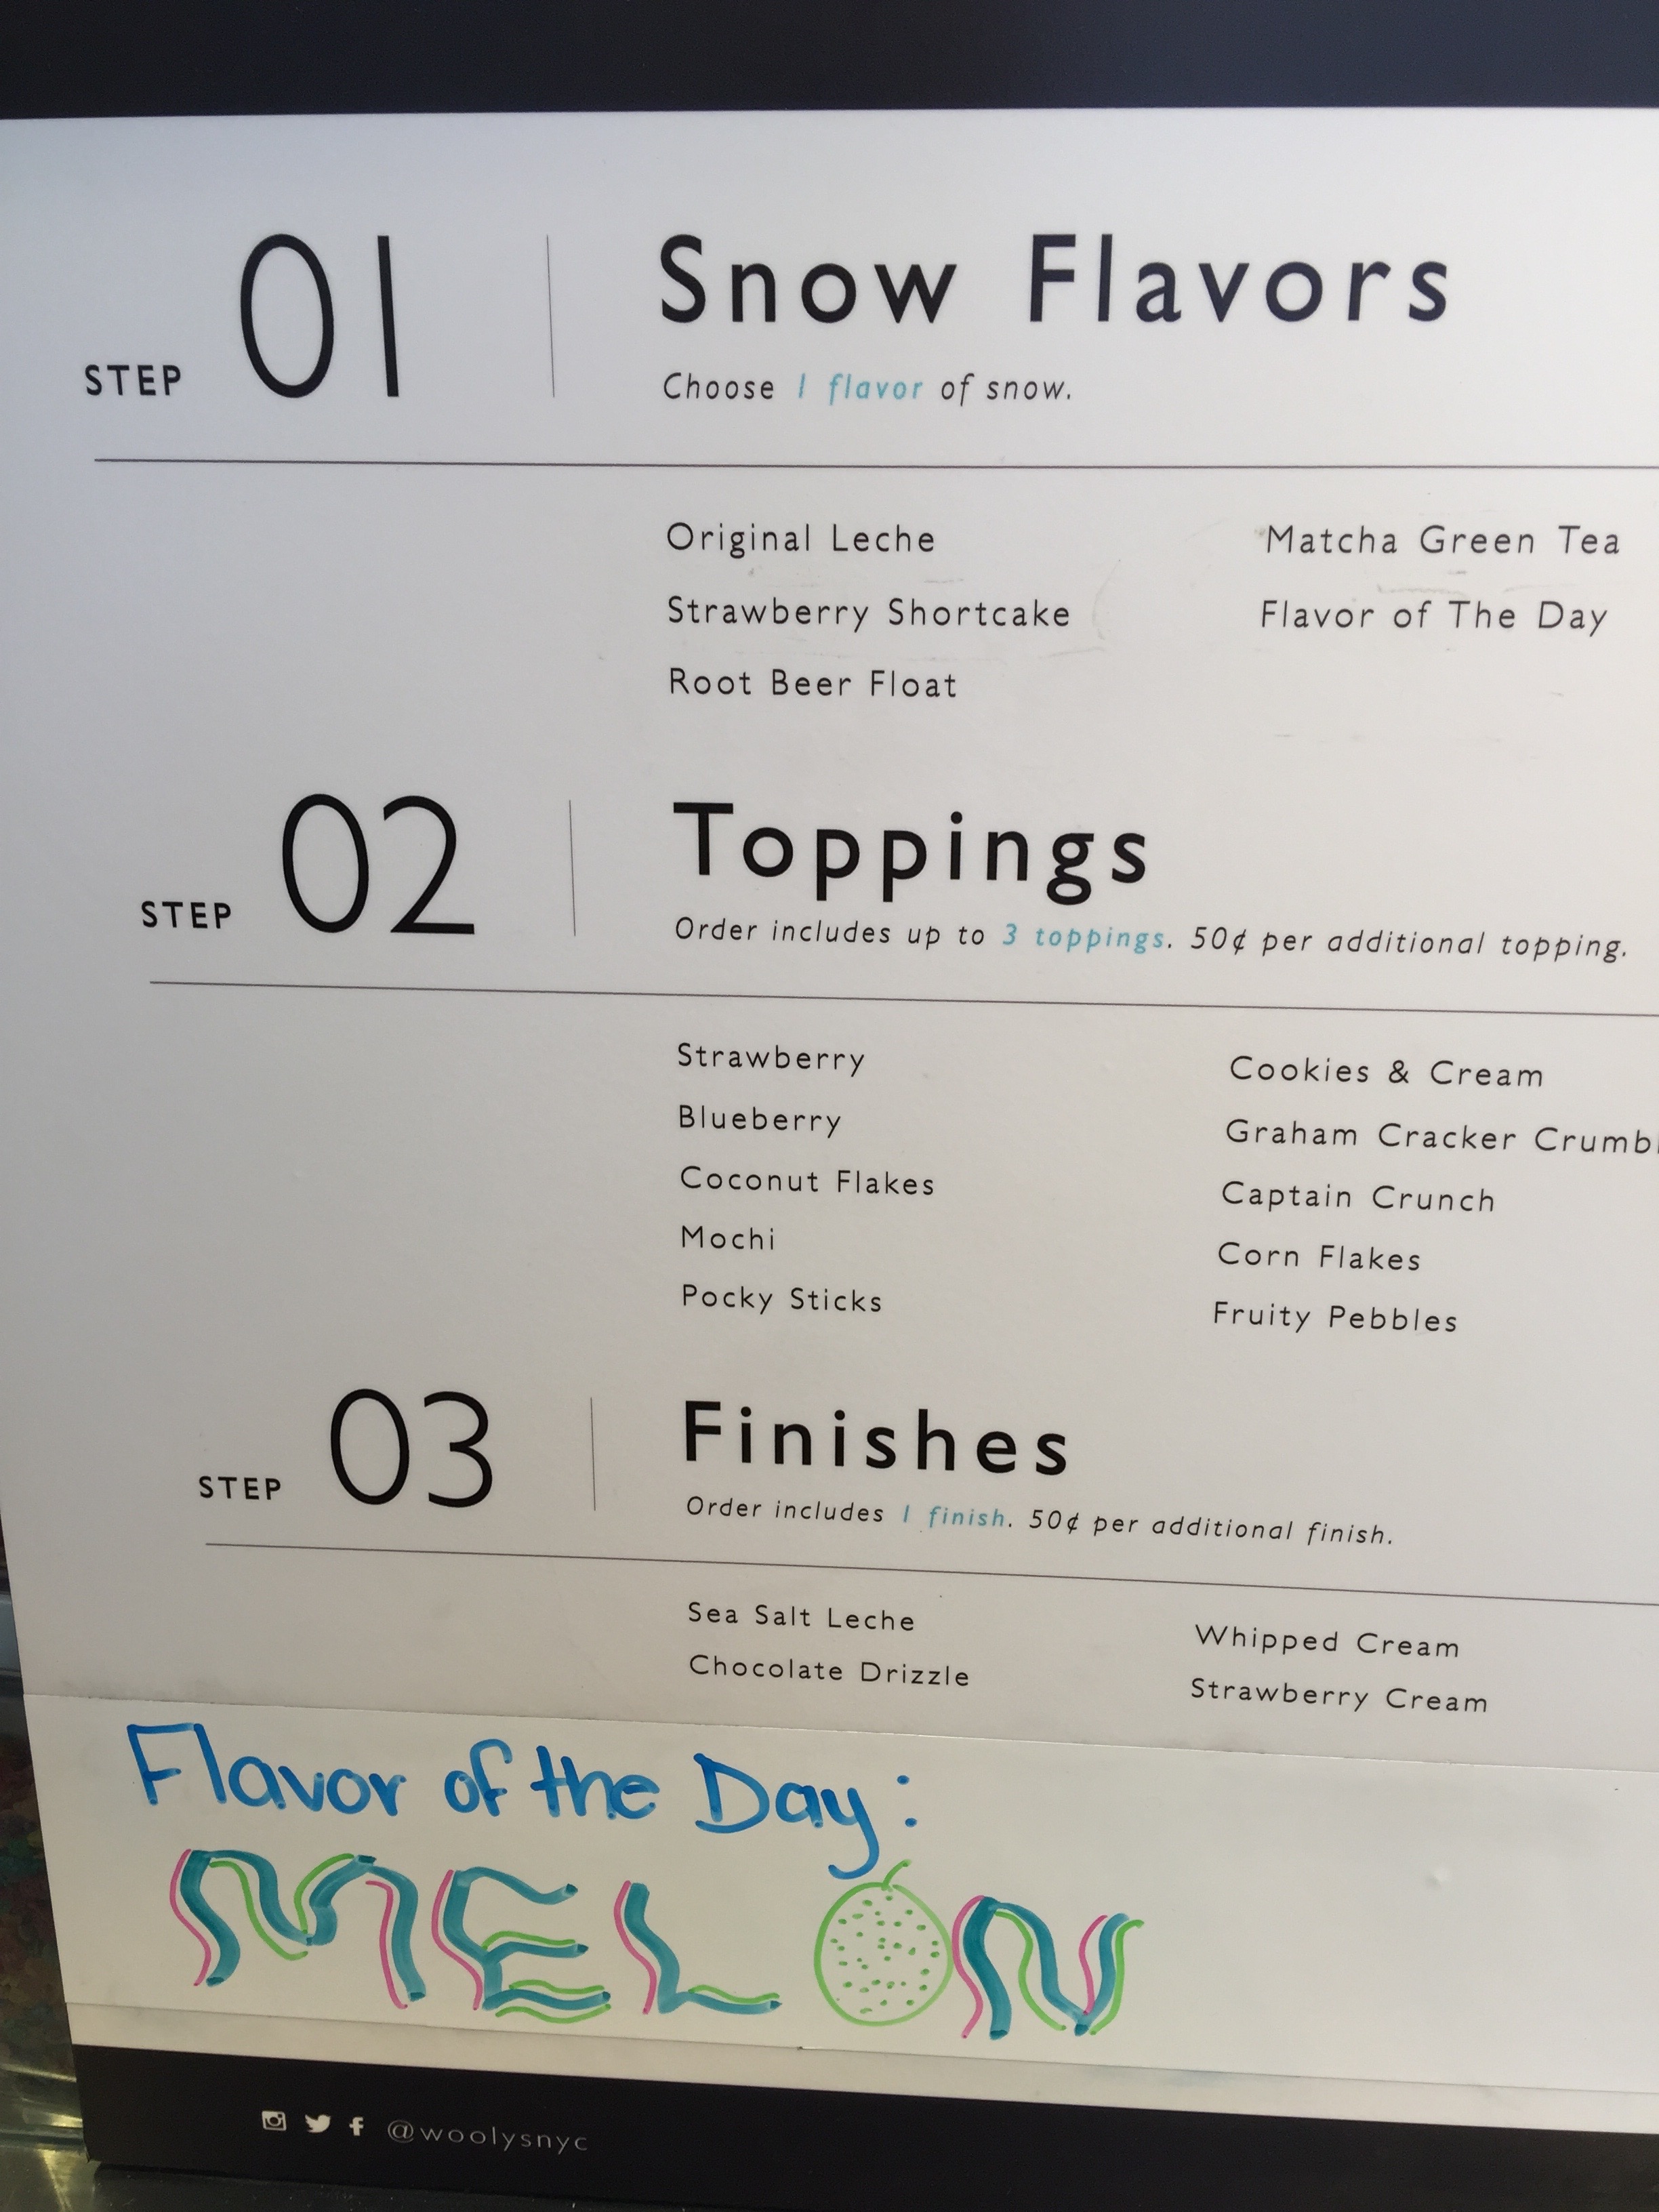 STEP 01 Snow Flavors
Choose 1 flavor of snow.
Original Leche
Strawberry Shortcake
Root Beer Float
Matcha Green Tea
Flavor of The Day
STEP 02 Toppings
Order includes up to 3 toppings. 50¢ per additional topping.
Strawberry
Blueberry
Coconut Flakes
Mochi
Pocky Sticks
Cookies & Cream
Graham Cracker
Captain Crunch
Corn Flakes
Fruity Pebbles
STEP 03 Finishes
Order includes 1 finish. 50¢ per additional finish.
Sea Salt Leche
Chocolate Drizzle
Whipped Cream
Strawberry Cream
Flavor of the Day:
MELON
@woolysnyc